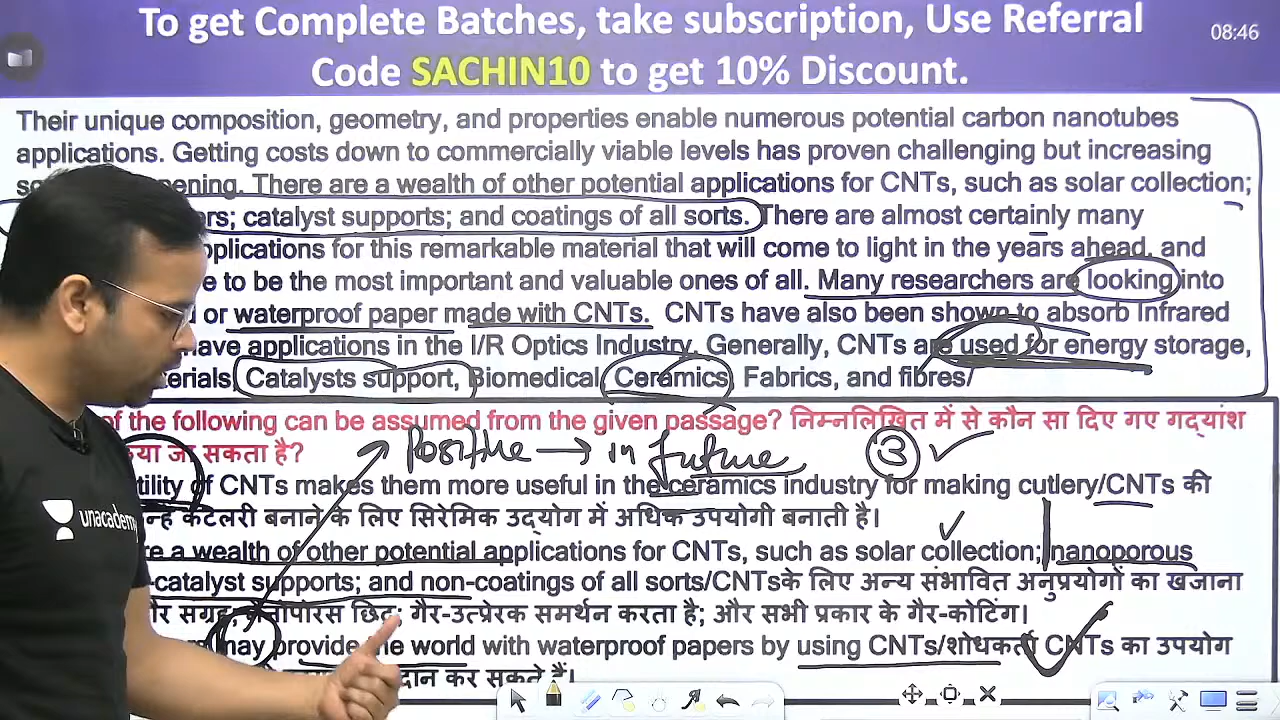 To get Complete Batches, take subscription, Use Referral
08:46
Code SACHIN10 to get 10% Discount.
Their unique composition, geometry, and properties enable numerous potential carbon nanotubes
applications. Getting costs down to commercially viable levels has proven challenging but increasing
There are a wealth of other potential applications for CNTs, such as solar collection;
catalyst supports; and coatings of all sorts. There are almost certainly many
applications for this remarkable material that will come to light in the years ahead, and
to be the most important and valuable ones of all. Many researchers are looking into
or waterproof paper made with CNTs. CNTs have also been shown to absorb Infrared
have applications in the I/R Optics Industry. Generally, CNTs are used for energy storage,
Catalysts support, Biomedical Ceramics Fabrics, and fibres/
of the following can be assumed from the given passage? निम्नलिखित में से कौन सा दिए गए गद्यांश
जा सकता है?
Positive → in future ③ ✓
of CNTs makes them more useful in the ceramics industry for making cutlery/CNTs की
कटलरी बनाने के लिए सिरेमिक उद्योग में अधिक उपयोगी बनाती है।
a wealth of other potential applications for CNTs, such as solar collection; nanoporous
-catalyst supports; and non-coatings of all sorts/CNTsके लिए अन्य संभावित अनुप्रयोगों का खजाना
गैर-उत्प्रेरक समर्थन करता है; और सभी प्रकार के गैर-कोटिंग।
may provide the world with waterproof papers by using CNTs/शोधकर्ता CNTs का उपयोग
कर सकते हैं।
unacademy